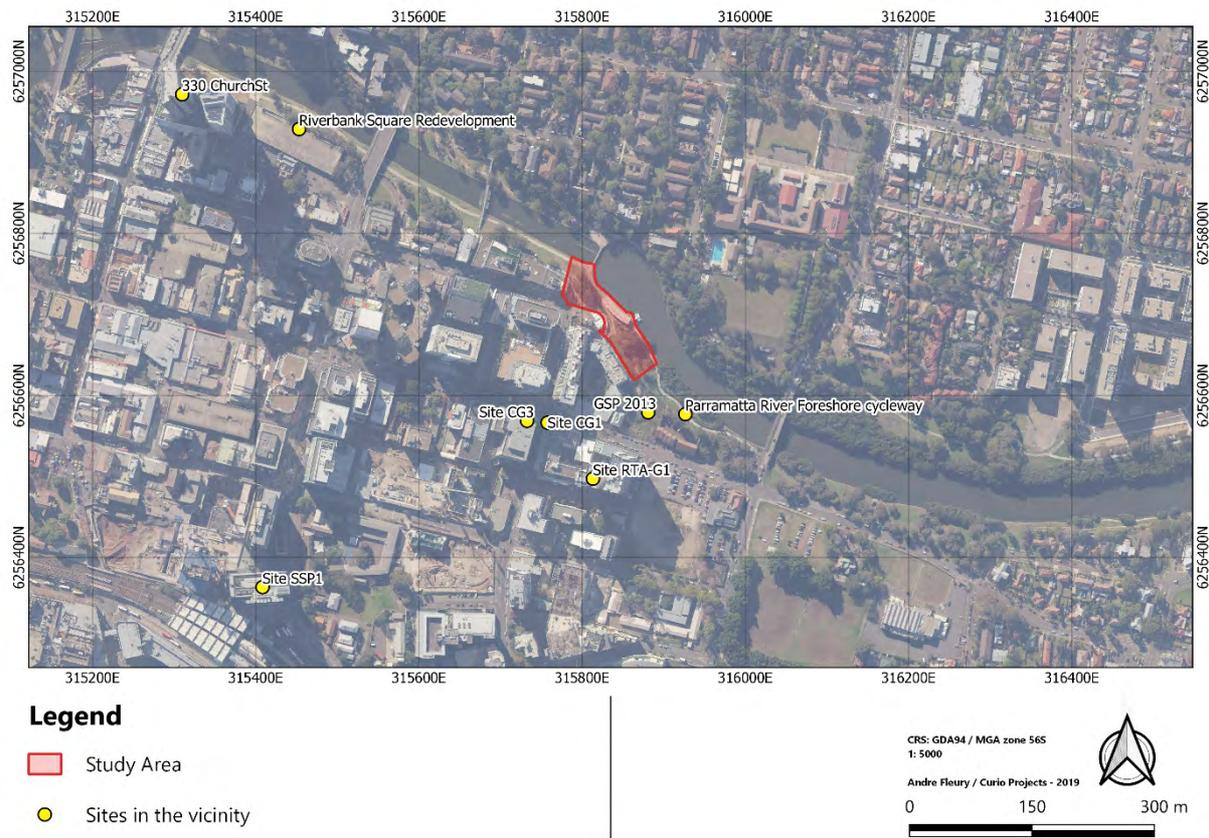 315200E 315400E 315600E 315800E 316000E 316200E 316400E
6257000N 6257000N
330 ChurchSt
Riverbank Square Redevelopment
6256800N 6256800N
6256600N 6256600N
GSP 2013
Parramatta River Foreshore cycleway
Site CG3
Site CG1
Site RTA-G1
6256400N 6256400N
Site SSP1
315200E 315400E 315600E 315800E 316000E 316200E 316400E
Legend
Study Area
Sites in the vicinity
CRS: GDA94 / MGA zone 56S
1: 5000
Andre Fleury / Curio Projects - 2019
0 150 300 m